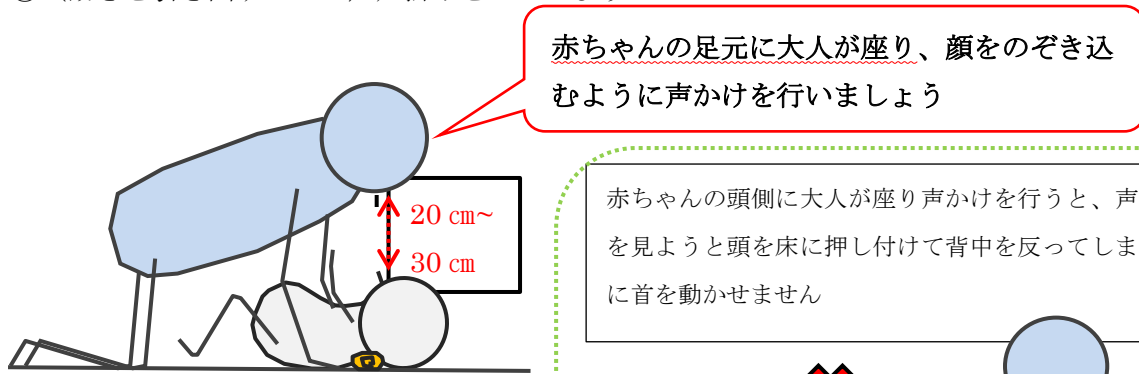 赤ちゃんの足元に大人が座り、顔をのぞき込
むように声かけを行いましょう
20 ㎝~
30 ㎝
赤ちゃんの頭側に大人が座り声かけを行うと、声
を見ようと頭を床に押し付けて背中を反ってしま
に首を動かせません